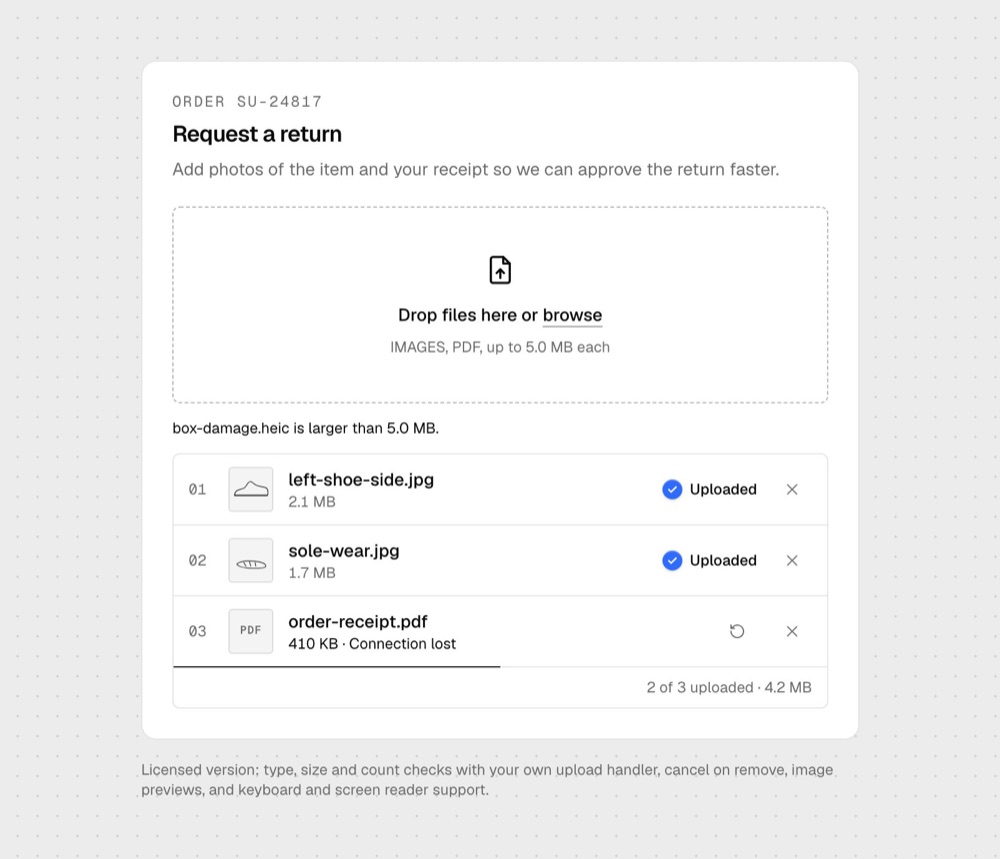 ORDER SU-24817
Request a return
Add photos of the item and your receipt so we can approve the return faster.
Drop files here or browse
IMAGES, PDF, up to 5.0 MB each
box-damage.heic is larger than 5.0 MB.
01 left-shoe-side.jpg Uploaded
2.1 MB
02 sole-wear.jpg Uploaded
1.7 MB
03 PDF order-receipt.pdf
410 KB · Connection lost
2 of 3 uploaded · 4.2 MB
Licensed version: type, size and count checks with your own upload handler, cancel on remove, image
previews, and keyboard and screen reader support.